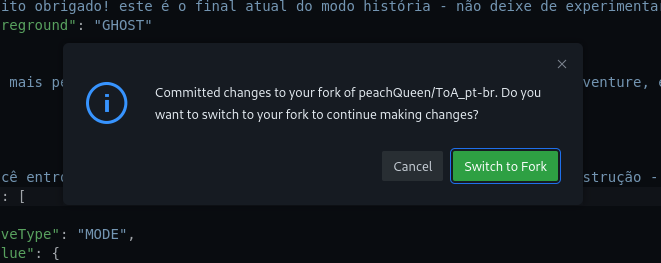 ito obrigado! este é o final atual do modo história - não deixe de experimentar
reground": "GHOST"
mais pe
venture, e
Committed changes to your fork of peachQueen/ToA_pt-br. Do you
want to switch to your fork to continue making changes?
Cancel
Switch to Fork
cê entro
strução -
: [
veType": "MODE",
lue": {